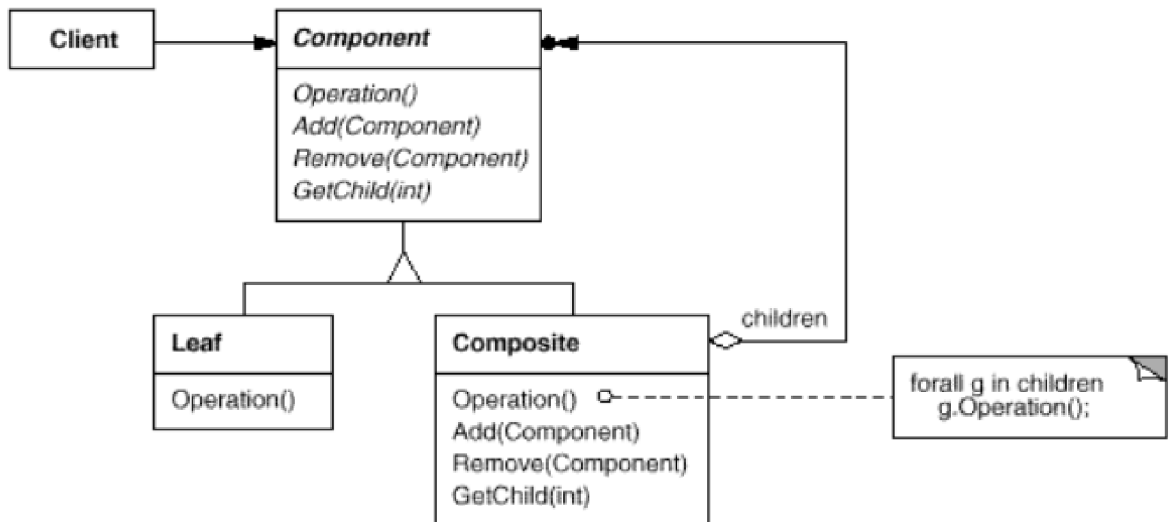 Client
Component
Operation()
Add(Component)
Remove(Component)
GetChild(int)
Leaf
Operation()
Composite
Operation()
Add(Component)
Remove(Component)
GetChild(int)
children
forall g in children
g.Operation();